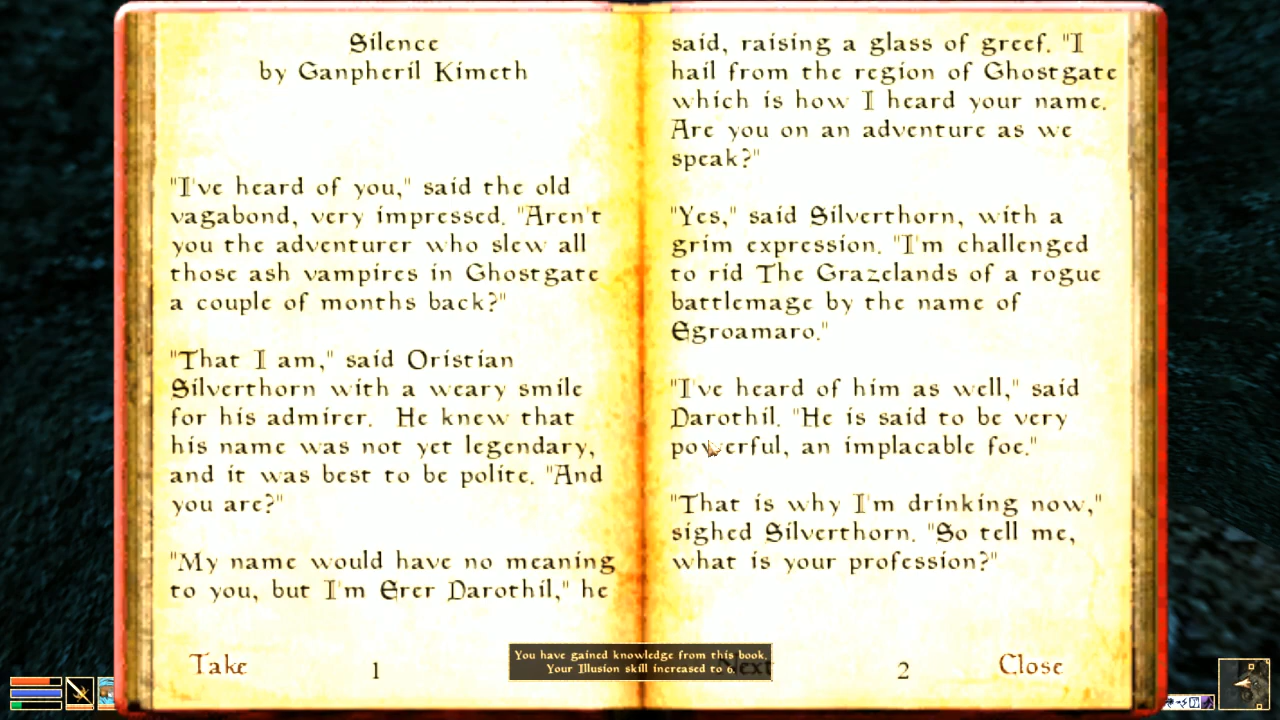 Silence
by Ganpheril Kimeth
"I've heard of you," said the old
vagabond, very impressed. "Aren't
you the adventurer who slew all
those ash vampires in Ghostgate
a couple of months back?"
"That I am," said Oristian
Silverthorn with a weary smile
for his admirer. He knew that
his name was not yet legendary,
and it was best to be polite. "And
you are?"
"My name would have no meaning
to you, but I'm Erer Darothil," he
said, raising a glass of greef. "I
hail from the region of Ghostgate
which is how I heard your name.
Are you on an adventure as we
speak?"
"Yes," said Silverthorn, with a
grim expression. "I'm challenged
to rid The Grazelands of a rogue
battlemage by the name of
Egroamaro."
"I've heard of him as well," said
Darothil. "He is said to be very
powerful, an implacable foe."
"That is why I'm drinking now,"
sighed Silverthorn. "So tell me,
what is your profession?"
Take
1
You have gained knowledge from this book.
Your Illusion skill increased to 6.
Next
2
Close